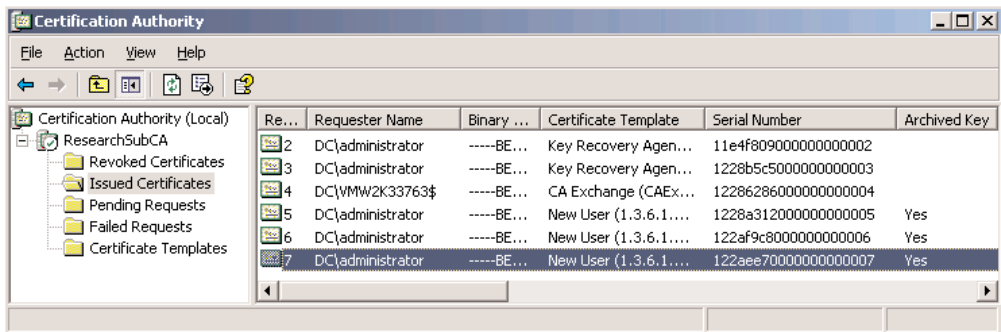 Certification Authority
File Action View Help
Certification Authority (Local)
ResearchSubCA
Revoked Certificates
Issued Certificates
Pending Requests
Failed Requests
Certificate Templates
Re... Requester Name Binary ... Certificate Template Serial Number Archived Key
2 DC\administrator -----BE... Key Recovery Agen... 11e4f809000000000002
3 DC\administrator -----BE... Key Recovery Agen... 1228b5c5000000000003
4 DC\VMW2K33763$ -----BE... CA Exchange (CAEx... 12286286000000000004
5 DC\administrator -----BE... New User (1.3.6.1.... 1228a312000000000005 Yes
6 DC\administrator -----BE... New User (1.3.6.1.... 122af9c8000000000006 Yes
7 DC\administrator -----BE... New User (1.3.6.1.... 122aee70000000000007 Yes